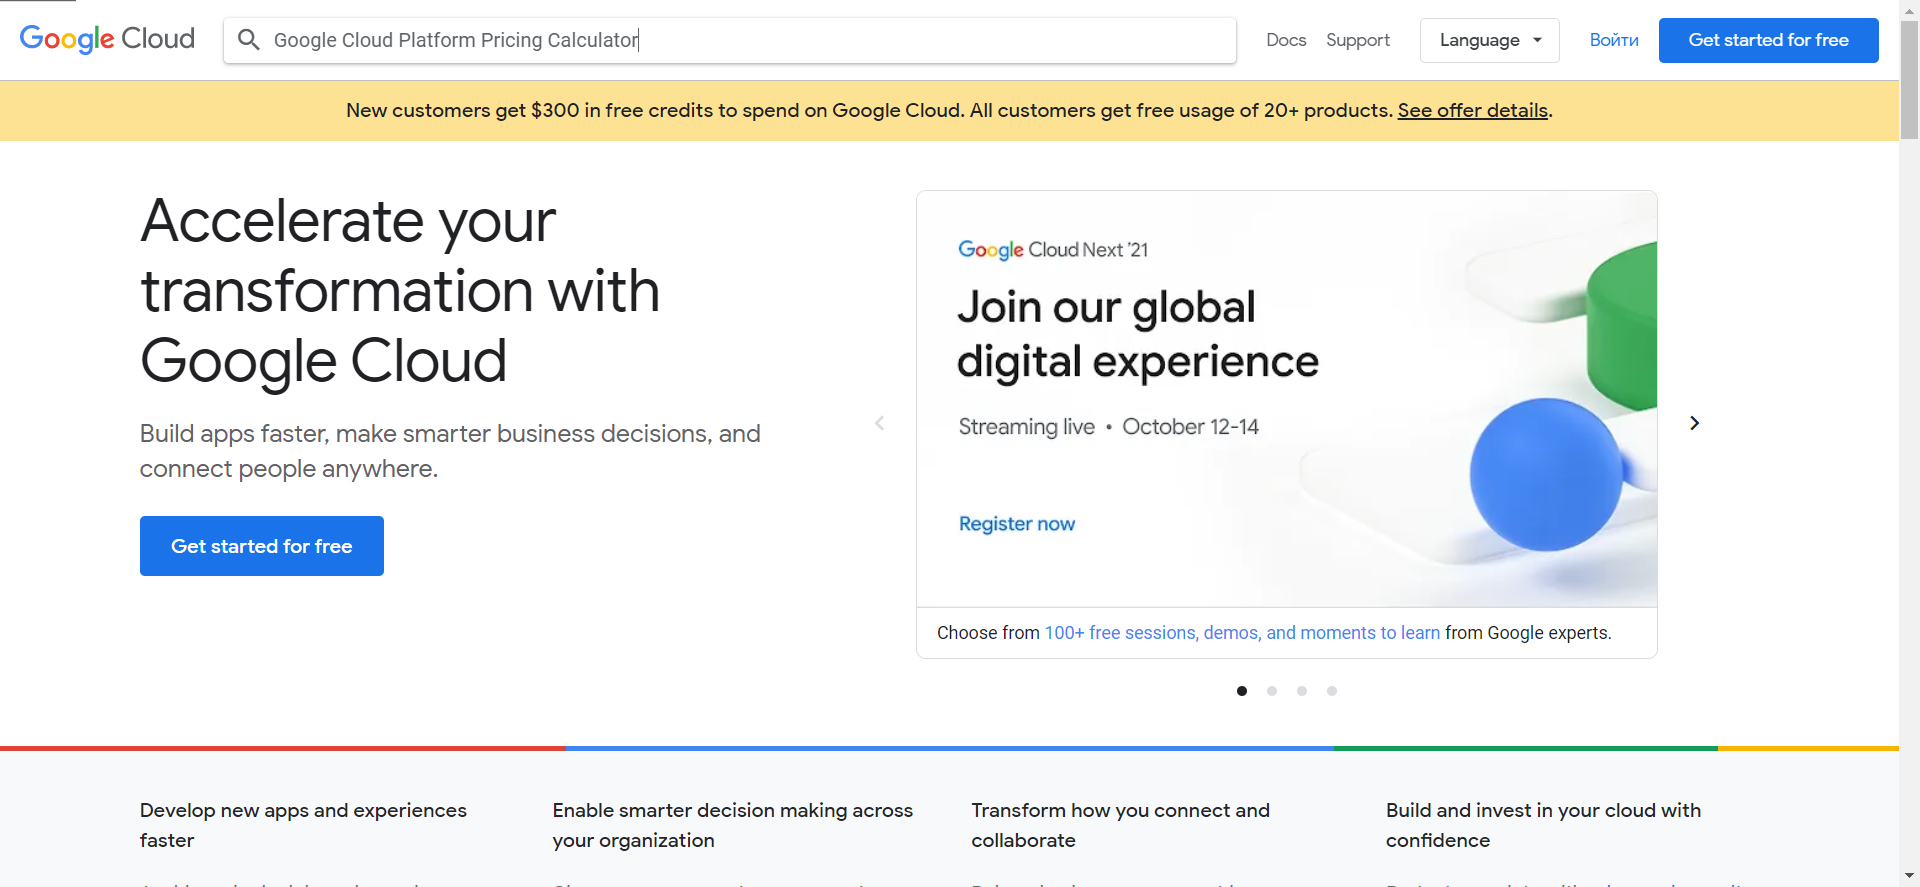 Google Cloud
Google Cloud Platform Pricing Calculator
Docs
Support
Language
Войти
Get started for free
New customers get $300 in free credits to spend on Google Cloud. All customers get free usage of 20+ products. See offer details.
Accelerate your
transformation with
Google Cloud
Build apps faster, make smarter business decisions, and
connect people anywhere.
Get started for free
Google Cloud Next ’21
Join our global
digital experience
Streaming live • October 12-14
Register now
Choose from 100+ free sessions, demos, and moments to learn from Google experts.
Develop new apps and experiences
faster
Enable smarter decision making across
your organization
Transform how you connect and
collaborate
Build and invest in your cloud with
confidence